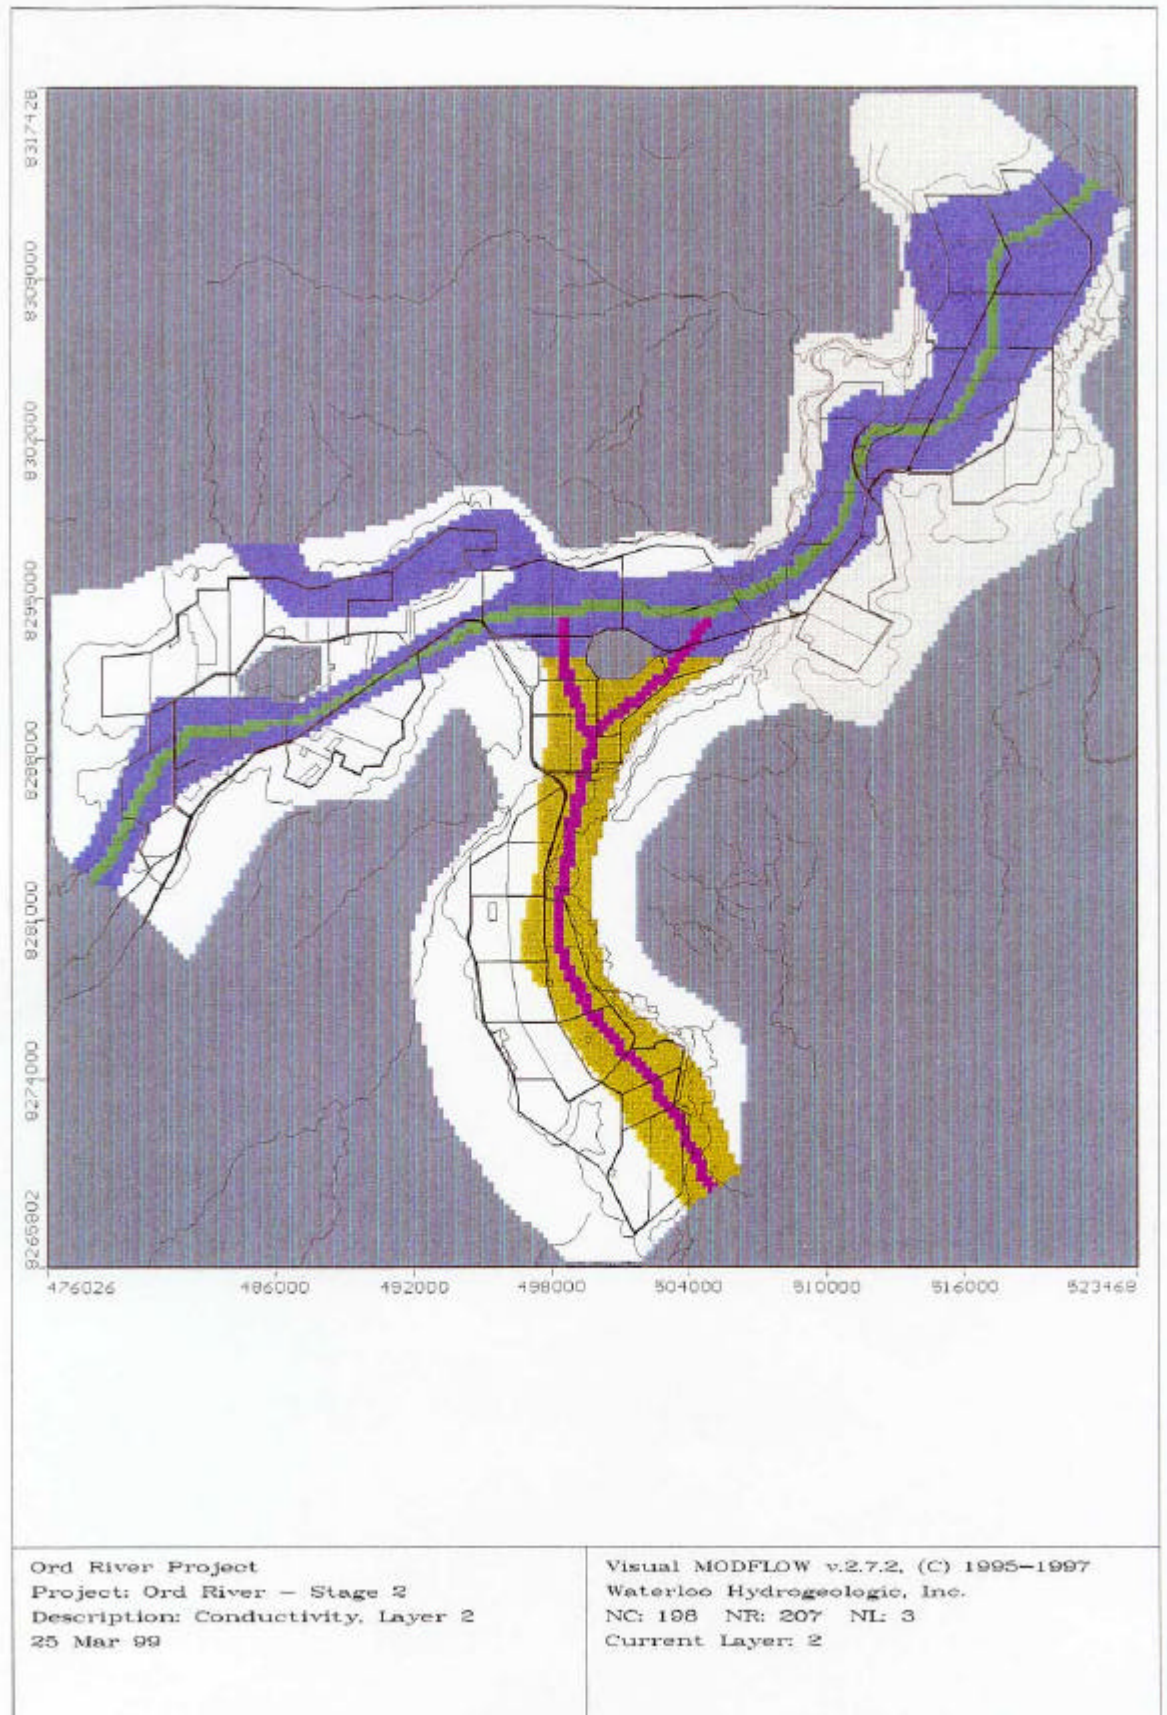 8317428
8309000
8302000
8295000
8288000
8281000
8274000
8265802
476026 486000 492000 498000 504000 510000 516000 523468
Ord River Project
Project: Ord River – Stage 2
Description: Conductivity, Layer 2
25 Mar 99
Visual MODFLOW v.2.7.2, (C) 1995–1997
Waterloo Hydrogeologic, Inc.
NC: 198 NR: 207 NL: 3
Current Layer: 2